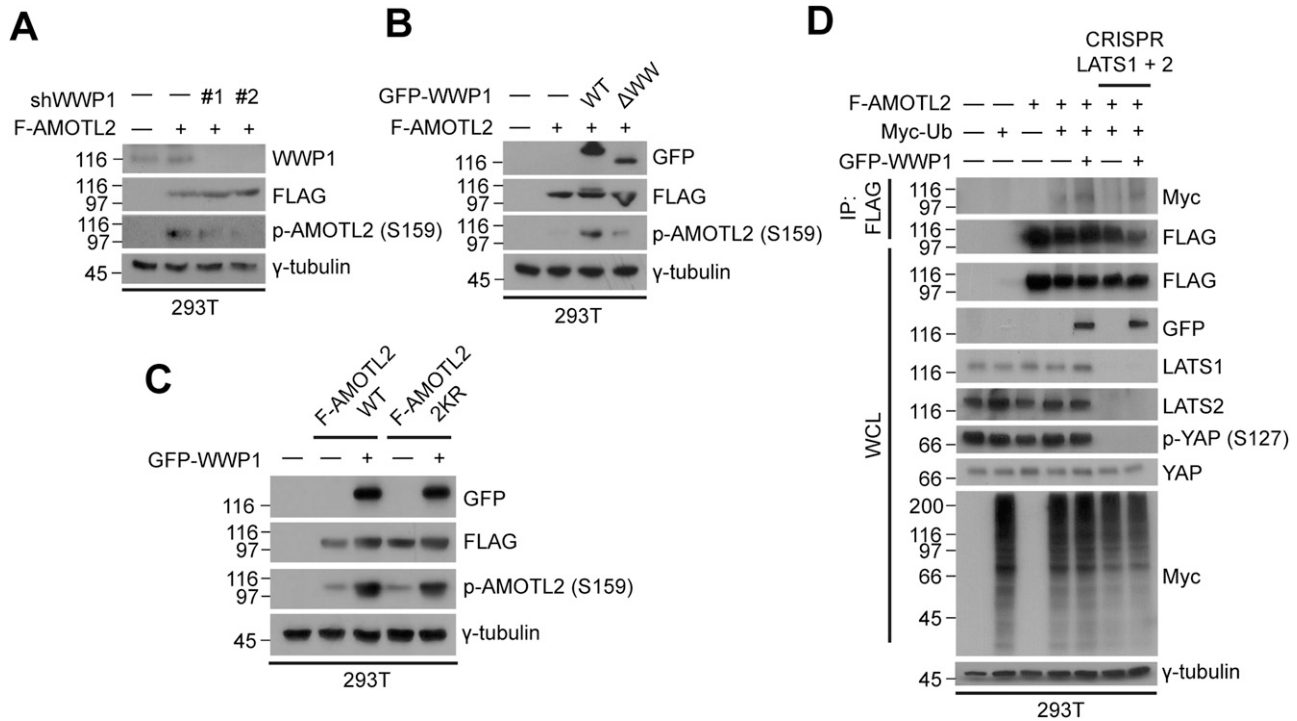 A
shWWP1 — — #1 #2
F-AMOTL2 — + + +
116 WWP1
116
97 FLAG
116
97 p-AMOTL2 (S159)
45 γ-tubulin
293T
B
GFP-WWP1 — — WT ΔWW
F-AMOTL2 — + + +
116 GFP
116
97 FLAG
116
97 p-AMOTL2 (S159)
45 γ-tubulin
293T
C
F-AMOTL2
WT
F-AMOTL2
2KR
GFP-WWP1 — — + — +
116 GFP
116
97 FLAG
116
97 p-AMOTL2 (S159)
45 γ-tubulin
293T
D
CRISPR
LATS1 + 2
F-AMOTL2 — — + + + + +
Myc-Ub — + — + + + +
GFP-WWP1 — — — — + — +
IP:
FLAG
116
97 Myc
116
97 FLAG
WCL
116
97 FLAG
116 GFP
116 LATS1
116 LATS2
66 p-YAP (S127)
66 YAP
200
116
97
66
45
Myc
45 γ-tubulin
293T